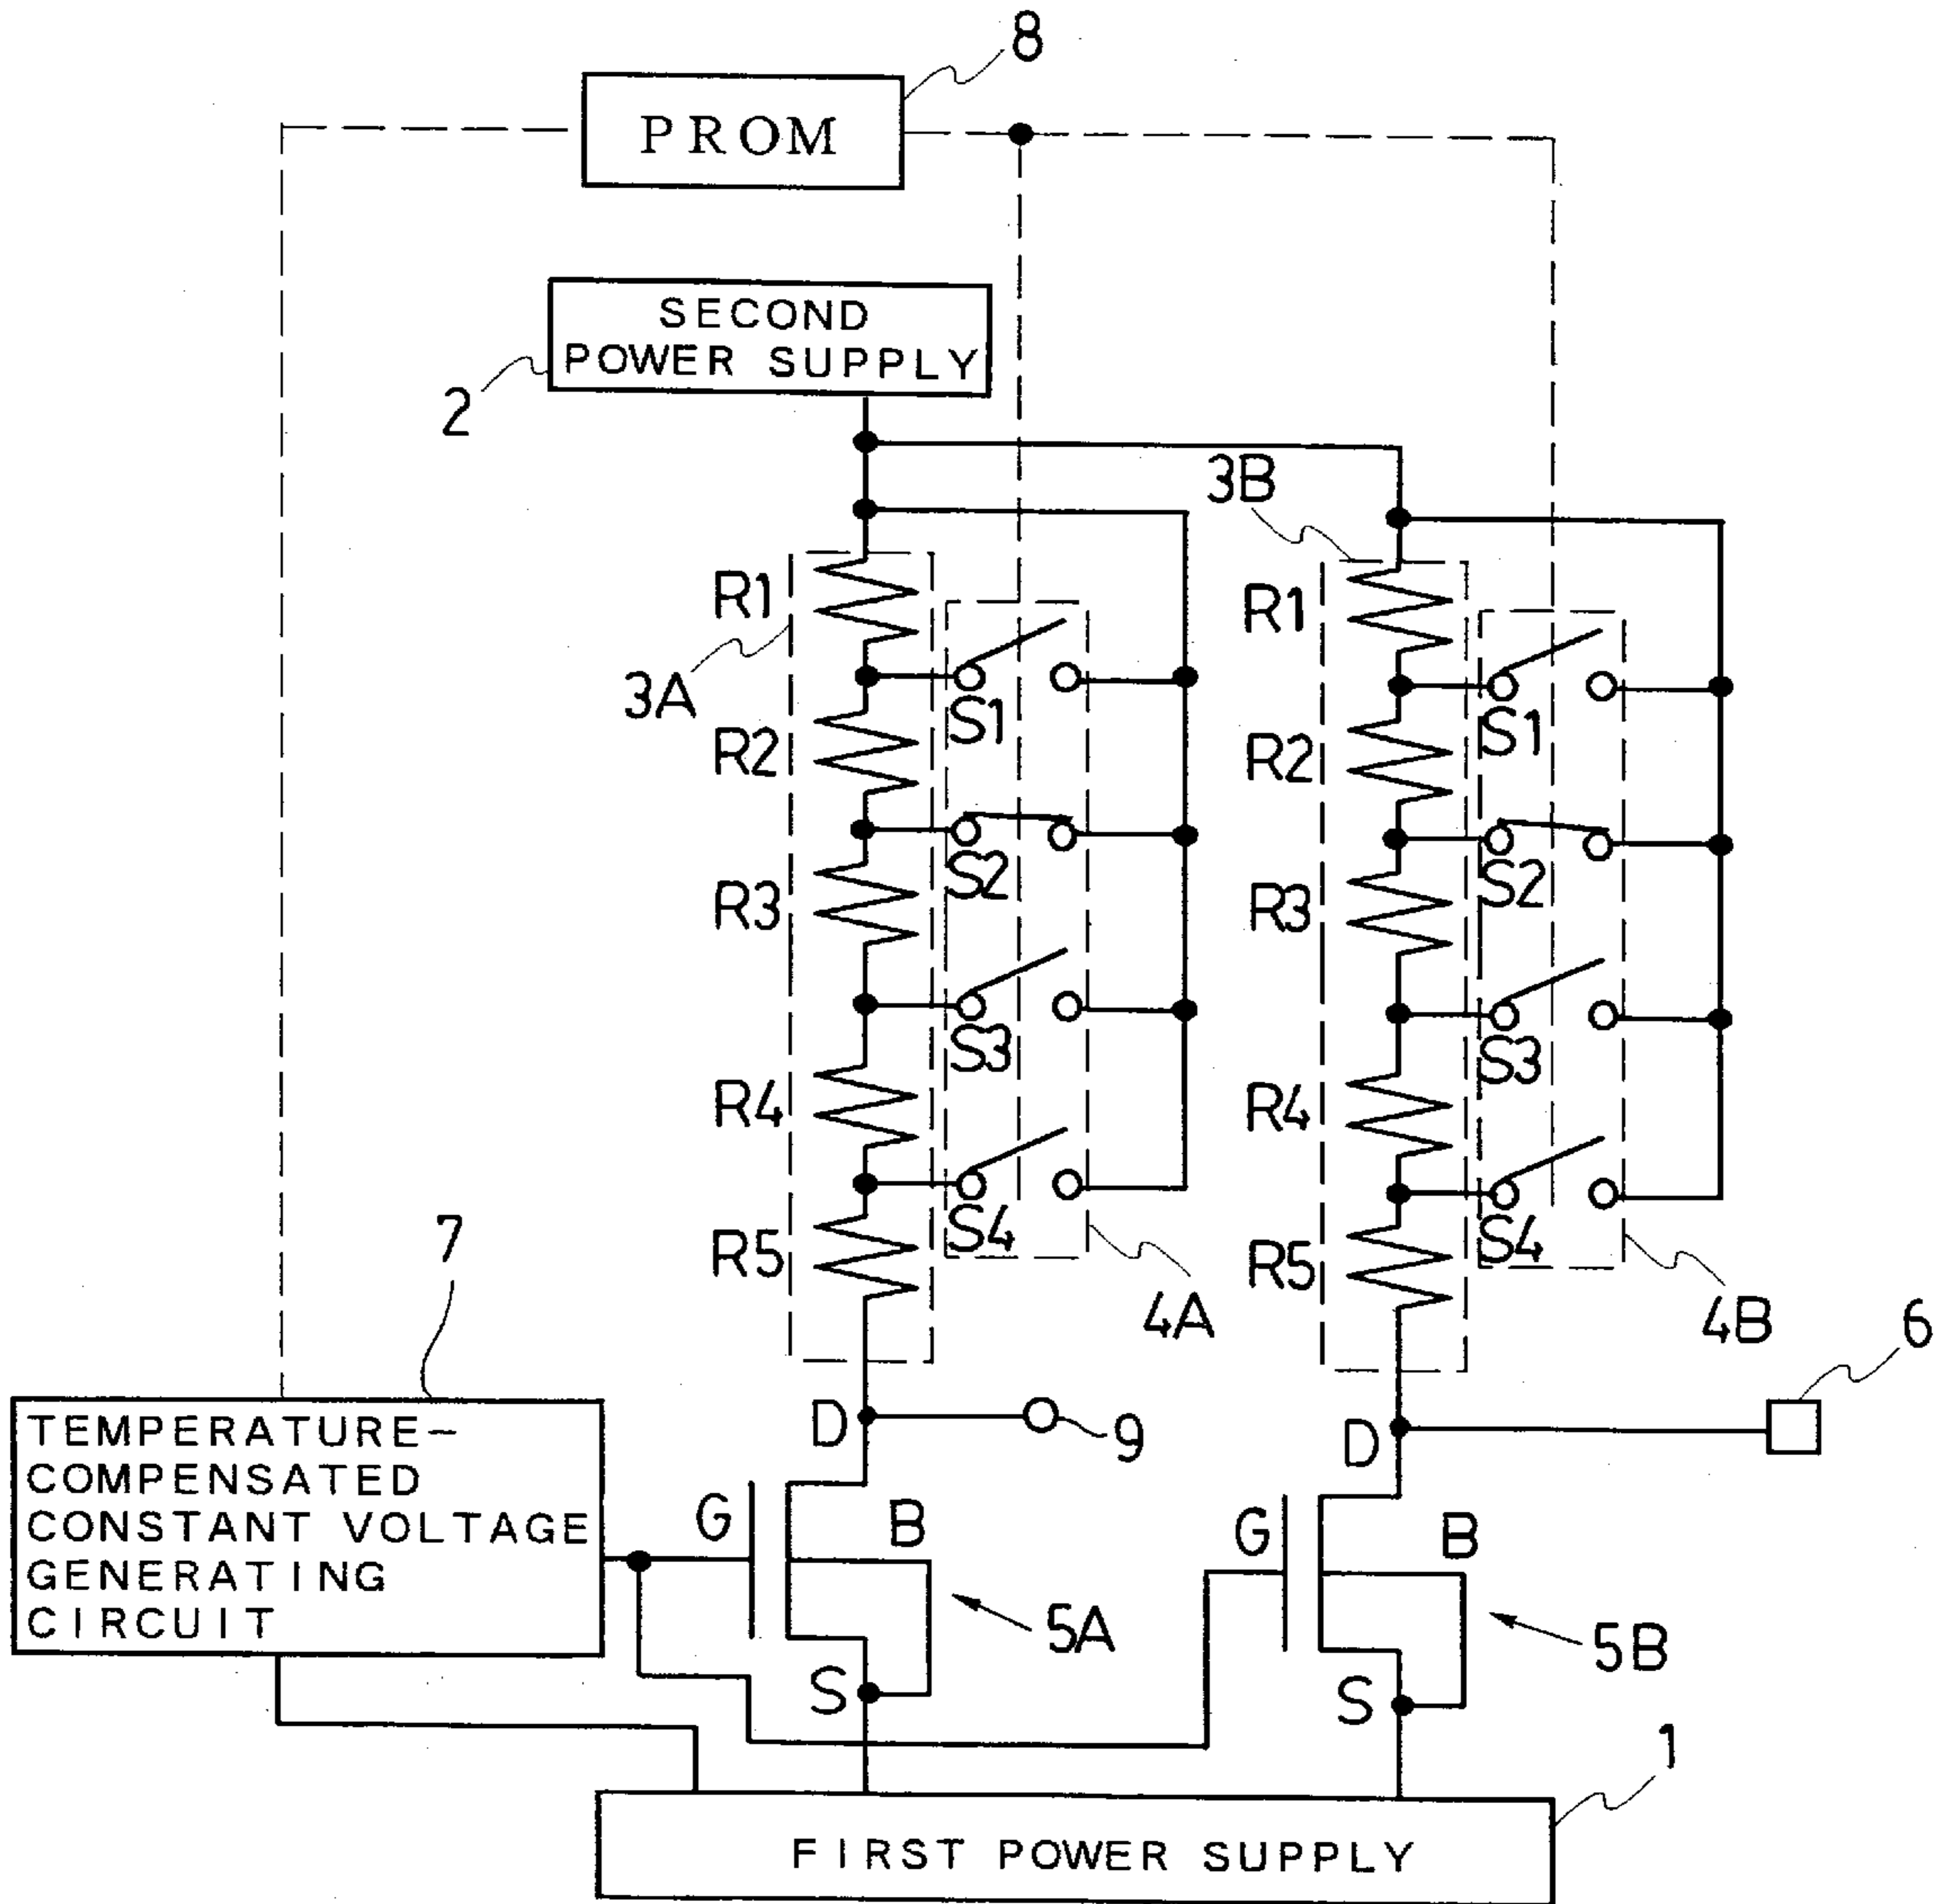 8
PROM
SECOND
POWER SUPPLY
2
3B
R1
R1
3A
S1
S1
R2
R2
S2
S2
R3
R3
S3
S3
R4
R4
7
S4
S4
R5
R5
4A
4B
6
TEMPERATURE-
COMPENSATED
CONSTANT VOLTAGE
GENERATING
CIRCUIT
D
9
D
G
B
G
B
5A
5B
S
S
1
FIRST POWER SUPPLY